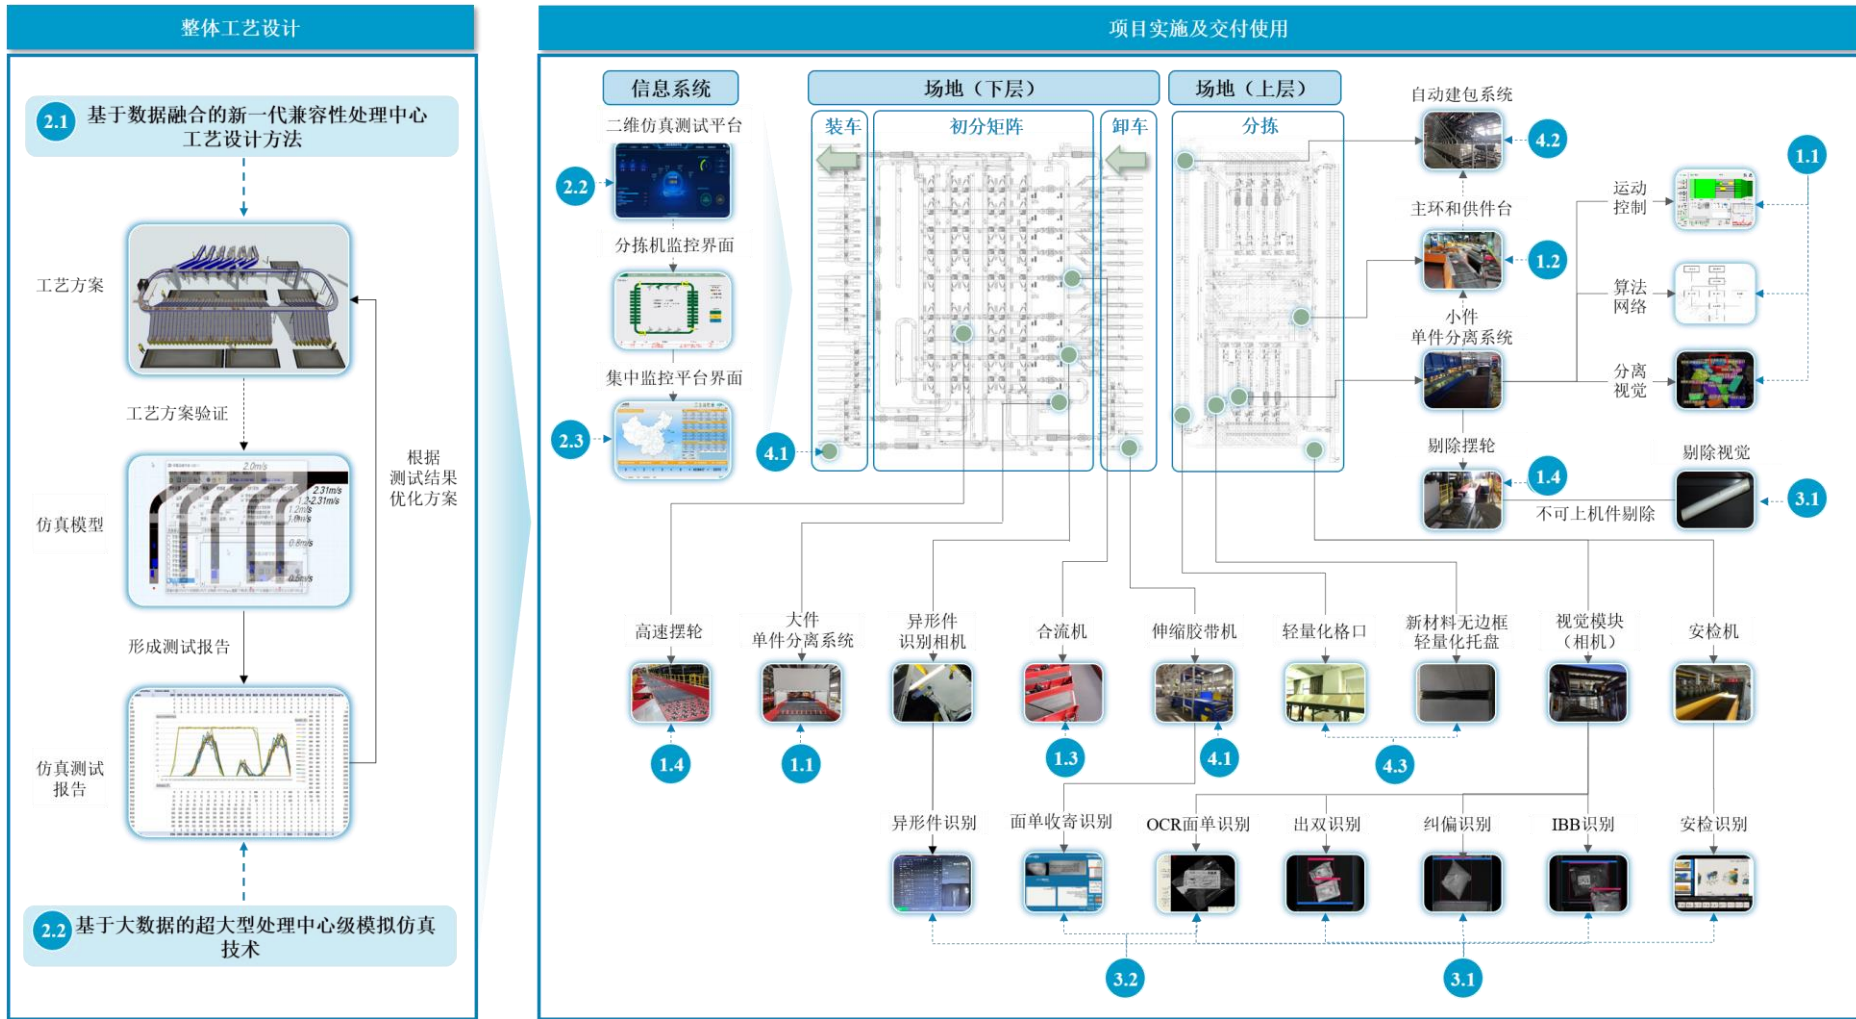 整体工艺设计
2.1
基于数据融合的新一代兼容性处理中心
工艺设计方法
工艺方案
工艺方案验证
根据
测试结果
优化方案
2.0m/s
2.31m/s
仿真模型
形成测试报告
仿真测试
报告
2.2
基于大数据的超大型处理中心级模拟仿真
技术
项目实施及交付使用
信息系统
二维仿真测试平台
2.2
分拣机监控界面
集中监控平台界面
2.3
场地（下层）
装车
初分矩阵
卸车
4.1
场地（上层）
分拣
自动建包系统
4.2
主环和供件台
1.2
小件
单件分离系统
运动
控制
算法
网络
分离
视觉
1.1
剔除摆轮
1.4
剔除视觉
不可上机件剔除
3.1
高速摆轮
1.4
大件
单件分离系统
1.1
异形件
识别相机
合流机
1.3
伸缩胶带机
4.1
轻量化格口
新材料无边框
轻量化托盘
4.3
视觉模块
（相机）
安检机
异形件识别
面单收寄识别
OCR面单识别
出双识别
纠偏识别
IBB识别
安检识别
3.2
3.1